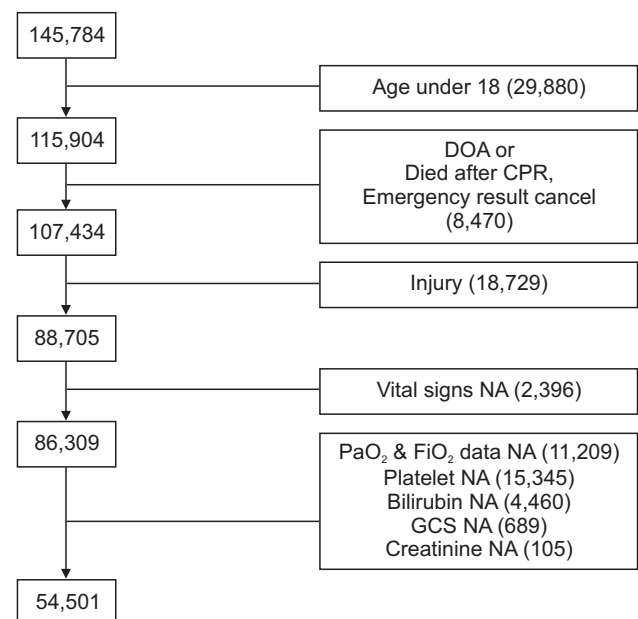 145,784
Age under 18 (29,880)
115,904
DOA or
Died after CPR,
Emergency result cancel
(8,470)
107,434
Injury (18,729)
88,705
Vital signs NA (2,396)
86,309
PaO₂ & FiO₂ data NA (11,209)
Platelet NA (15,345)
Bilirubin NA (4,460)
GCS NA (689)
Creatinine NA (105)
54,501